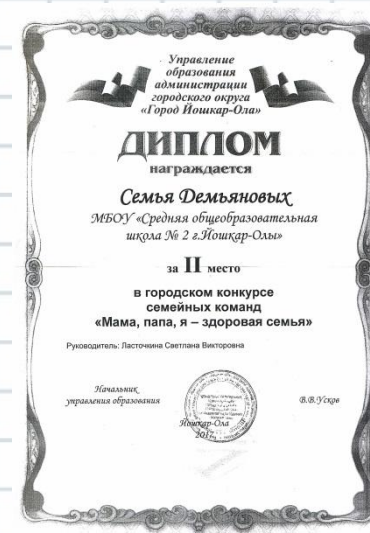 Управление
образования
администрации
городского округа
«Город Йошкар-Ола»
ДИПЛОМ
награждается
Семья Демьяновых
МБОУ «Средняя общеобразовательная
школа № 2 г.Йошкар-Олы»
за II место
в городском конкурсе
семейных команд
«Мама, папа, я – здоровая семья»
Руководитель: Ласточкина Светлана Викторовна
Начальник
управления образования
В.В.Усков
Йошкар-Ола